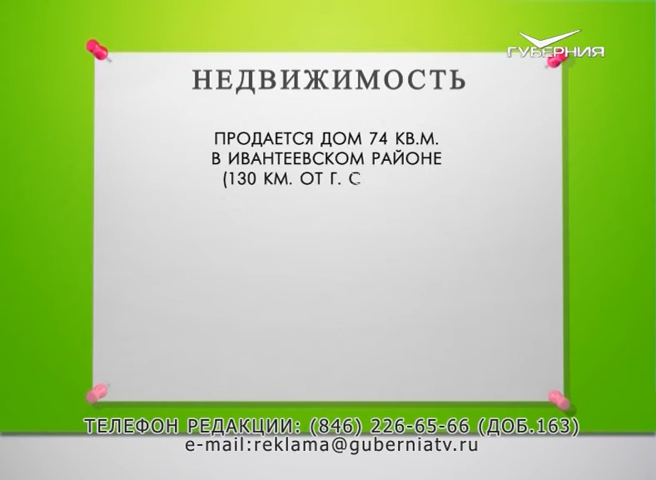 ГУБЕРНИЯ
НЕДВИЖИМОСТЬ
ПРОДАЕТСЯ ДОМ 74 КВ.М.
В ИВАНТЕЕВСКОМ РАЙОНЕ
(130 КМ. ОТ Г. С
ТЕЛЕФОН РЕДАКЦИИ: (846) 226-65-66 (ДОБ.163)
e-mail:reklama@guberniatv.ru